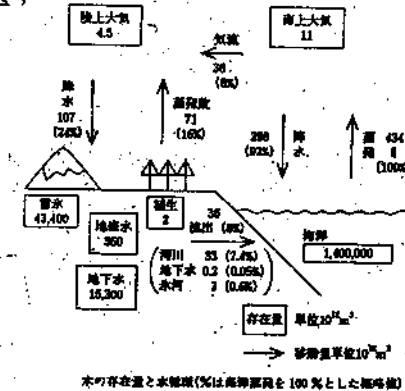 陸上大気
4.5
海上大気
11
気流
36
(8%)
降
水
107
(24%)
蒸発散
71
(16%)
398
(92%)
降
水
蒸
発
434
(100%)
雪氷
43,400
植生
2
地表水
360
地下水
15,300
36
流出 (8%)
河川 33 (7.4%)
地下水 0.2 (0.05%)
氷河 3 (0.6%)
海洋
1,400,000
存在量
単位10¹²m³
移動量単位10¹²m³
水の存在量と水循環(%は海洋蒸発を100%とした概略値)